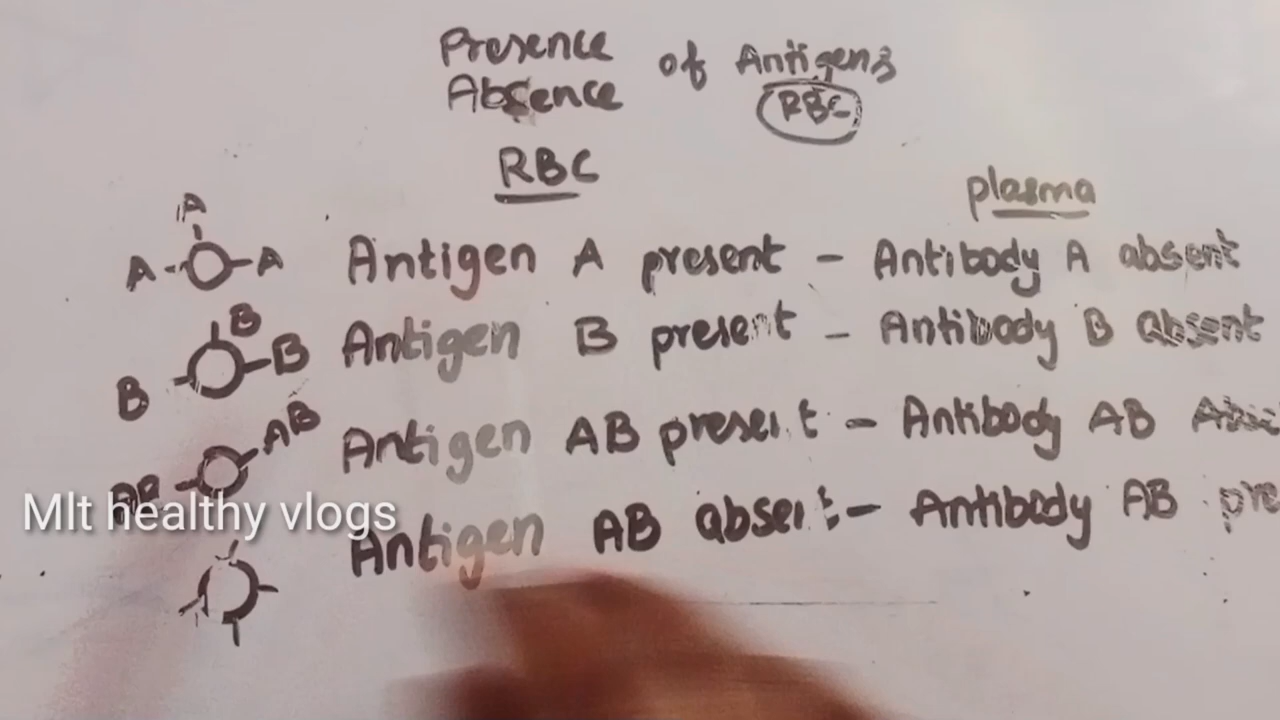 Presence
Absence of Antigens
RBC
RBC
plasma
A
A A Antigen A present - Antibody A absent
B
B B Antigen B present - Antibody B absent
AB Antigen AB present - Antibody AB
Mlt healthy vlogs
Antigen AB absent - Antibody AB pre